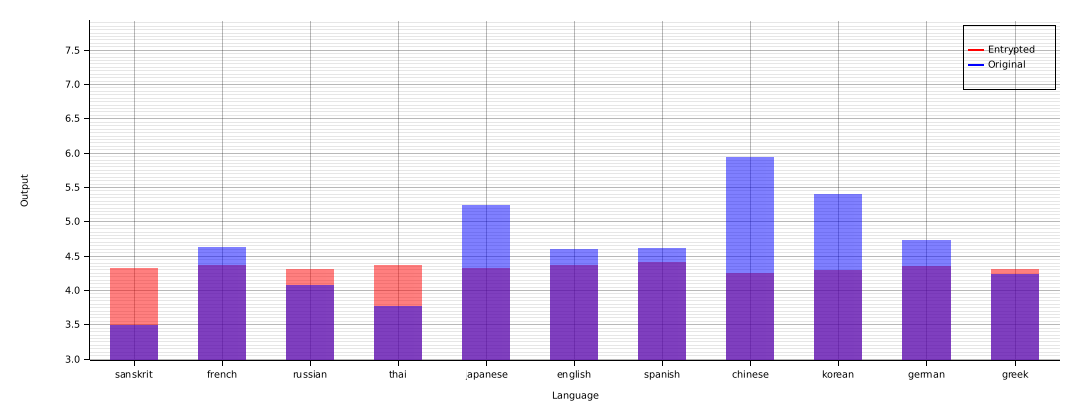 7.5
7.0
6.5
6.0
5.5
5.0
4.5
4.0
3.5
3.0
Output
Entrypted
Original
sanskrit french russian thai japanese english spanish chinese korean german greek
Language